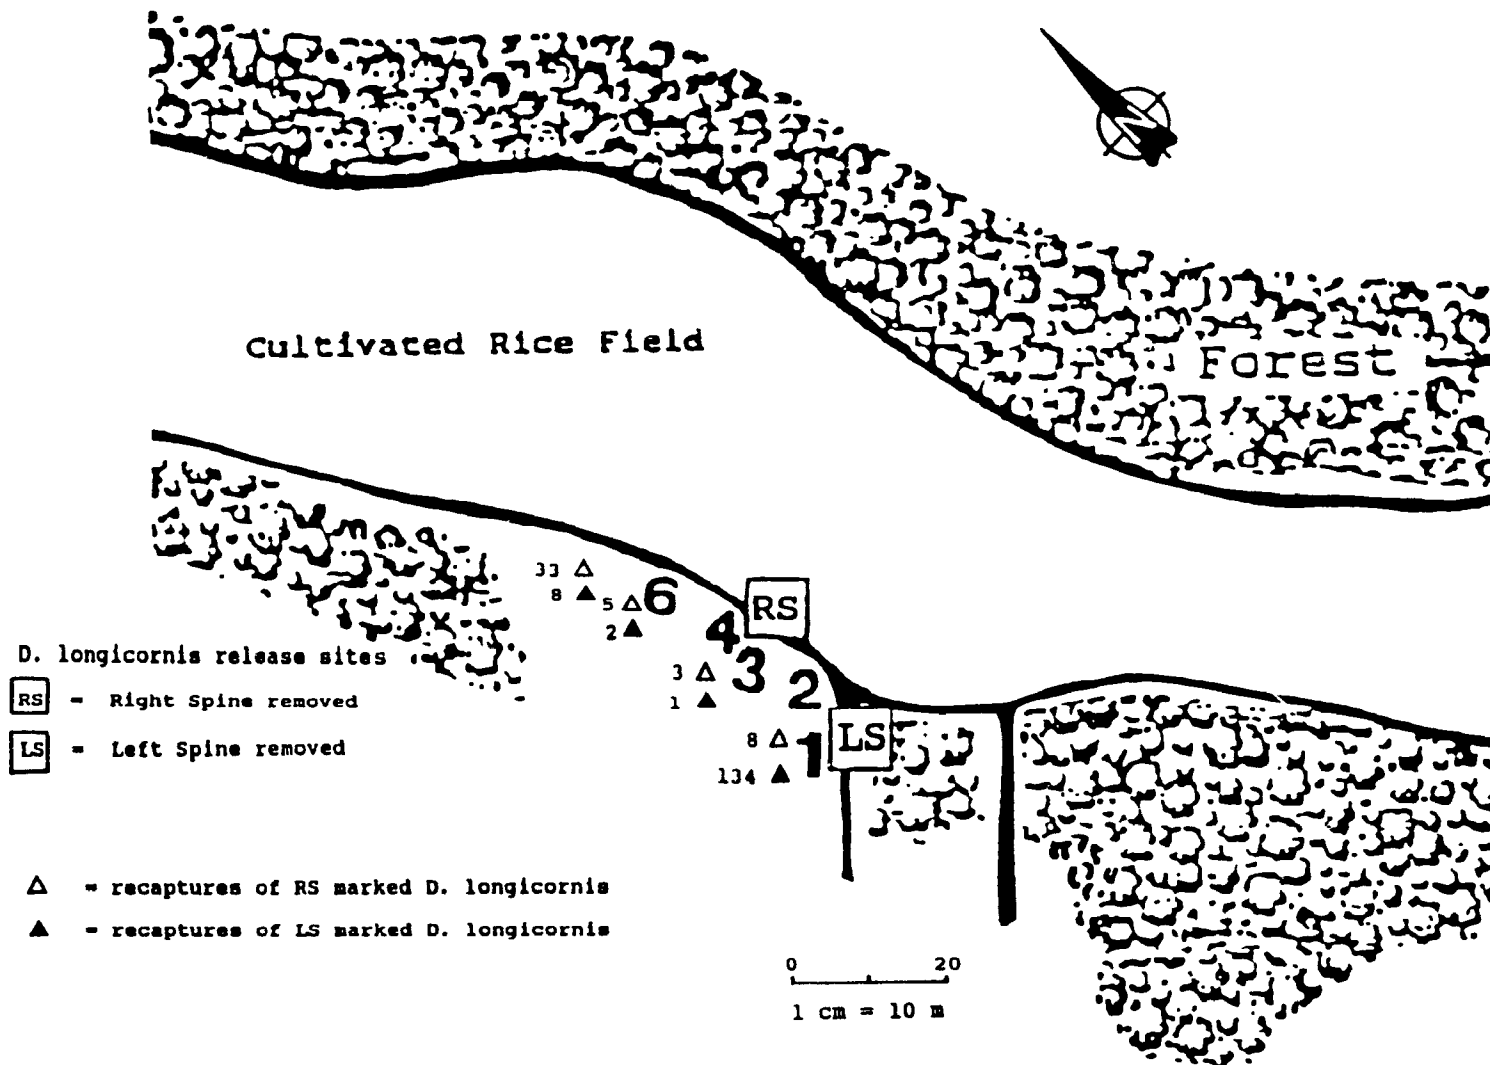 N
Cultivated Rice Field
Forest
33 △
8 ▲
5 △
2 ▲
6
RS
4
3
3 △
1 ▲
2
LS
1
8 △
134 ▲
D. longicornis release sites
RS = Right Spine removed
LS = Left Spine removed
△ = recaptures of RS marked D. longicornis
▲ = recaptures of LS marked D. longicornis
0 20
1 cm = 10 m